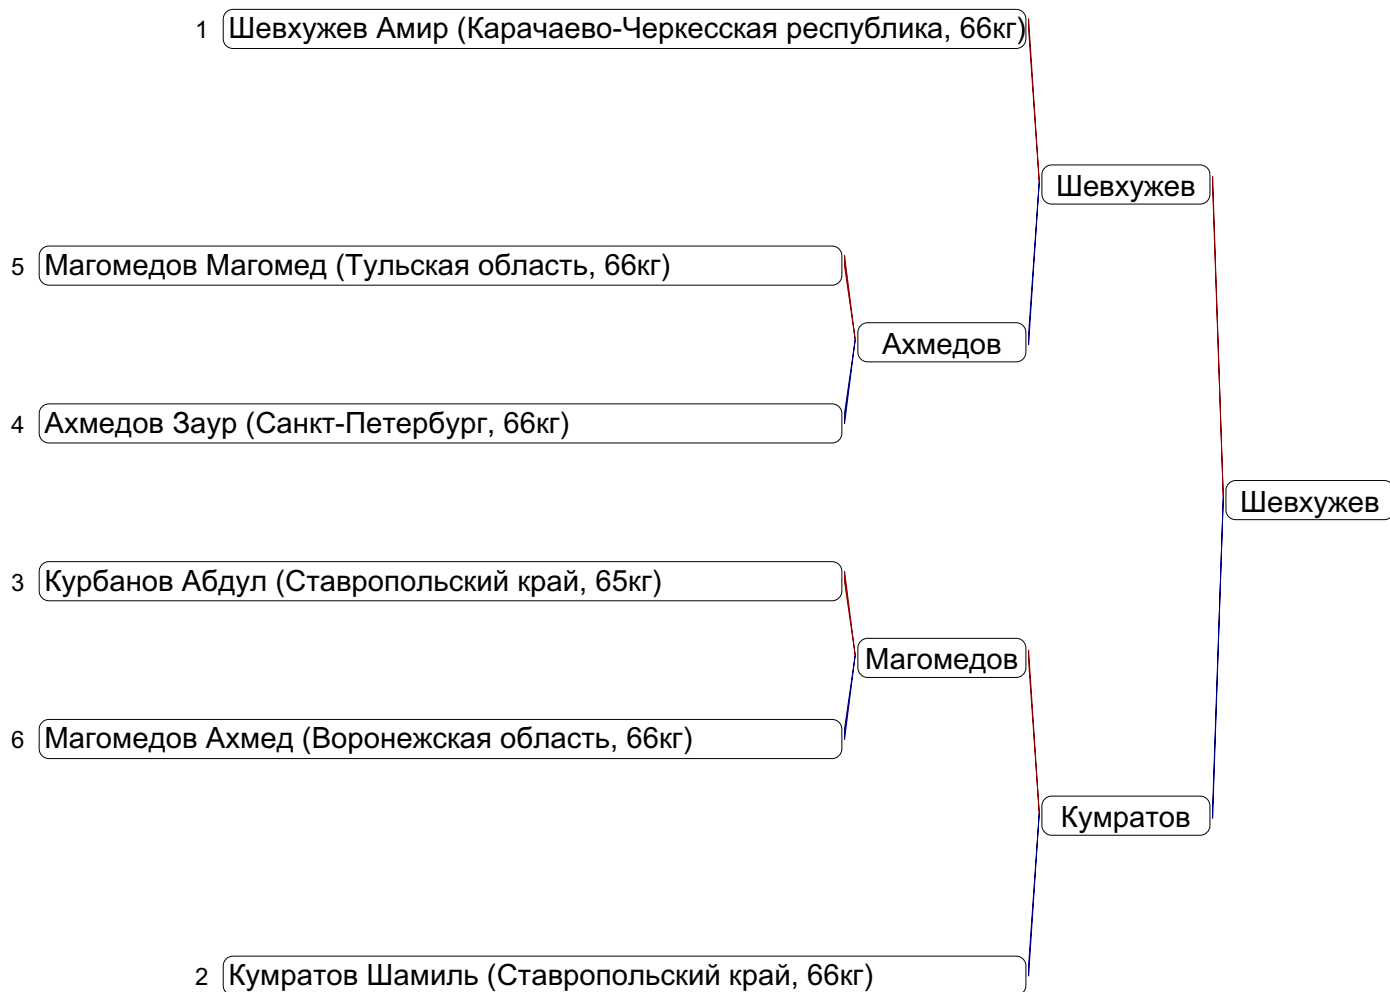 1 Шевхужев Амир (Карачаево-Черкесская республика, 66кг)
Шевхужев
5 Магомедов Магомед (Тульская область, 66кг)
Ахмедов
4 Ахмедов Заур (Санкт-Петербург, 66кг)
Шевхужев
3 Курбанов Абдул (Ставропольский край, 65кг)
Магомедов
6 Магомедов Ахмед (Воронежская область, 66кг)
Кумратов
2 Кумратов Шамиль (Ставропольский край, 66кг)